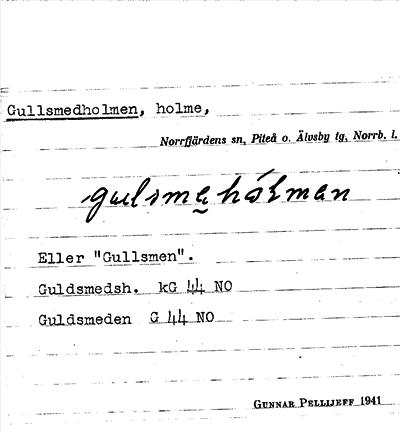 Gullsmedholmen, holme,
Norrfjärdens sn, Piteå o. Älvsby tg, Norrb. l.
gulsmehólman
Eller "Gullsmen".
Guldsmedsh. kG 44 NO
Guldsmeden G 44 NO
GUNNAR PELLIJEFF 1941